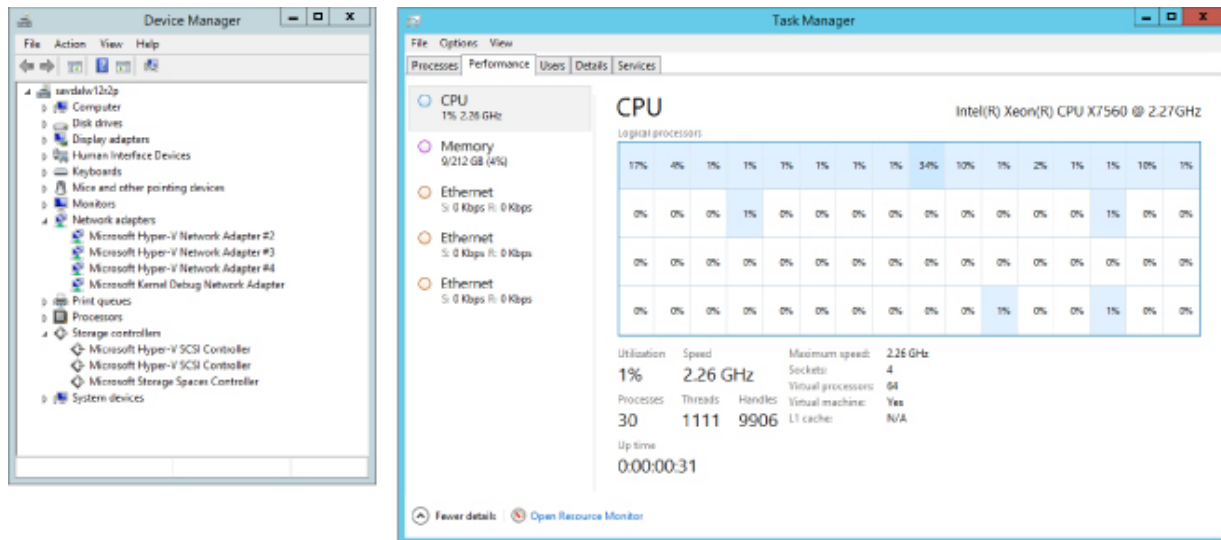 Device Manager
File Action View Help
savdalw12r2p
Computer
Disk drives
Display adapters
Human Interface Devices
Keyboards
Mice and other pointing devices
Monitors
Network adapters
Microsoft Hyper-V Network Adapter #2
Microsoft Hyper-V Network Adapter #3
Microsoft Hyper-V Network Adapter #4
Microsoft Kernel Debug Network Adapter
Print queues
Processors
Storage controllers
Microsoft Hyper-V SCSI Controller
Microsoft Hyper-V SCSI Controller
Microsoft Storage Spaces Controller
System devices
Task Manager
File Options View
Processes Performance Users Details Services
CPU
1% 2.26 GHz
Memory
9/212 GB (4%)
Ethernet
S: 0 Kbps R: 0 Kbps
Ethernet
S: 0 Kbps R: 0 Kbps
Ethernet
S: 0 Kbps R: 0 Kbps
CPU Intel(R) Xeon(R) CPU X7560 @ 2.27GHz
Logical processors
17% 4% 1% 1% 1% 1% 1% 1% 34% 10% 1% 2% 1% 1% 10% 1%
0% 0% 0% 1% 0% 0% 0% 0% 0% 0% 0% 0% 0% 1% 0% 0%
0% 0% 0% 0% 0% 0% 0% 0% 0% 0% 0% 0% 0% 0% 0% 0%
0% 0% 0% 0% 0% 0% 0% 0% 0% 0% 1% 0% 0% 1% 0% 0%
Utilization Speed Maximum speed: 2.26 GHz
1% 2.26 GHz Sockets: 4
Virtual processors: 64
Processes Threads Handles Virtual machine: Yes
30 1111 9906 L1 cache: N/A
Up time
0:00:00:31
Fewer details Open Resource Monitor